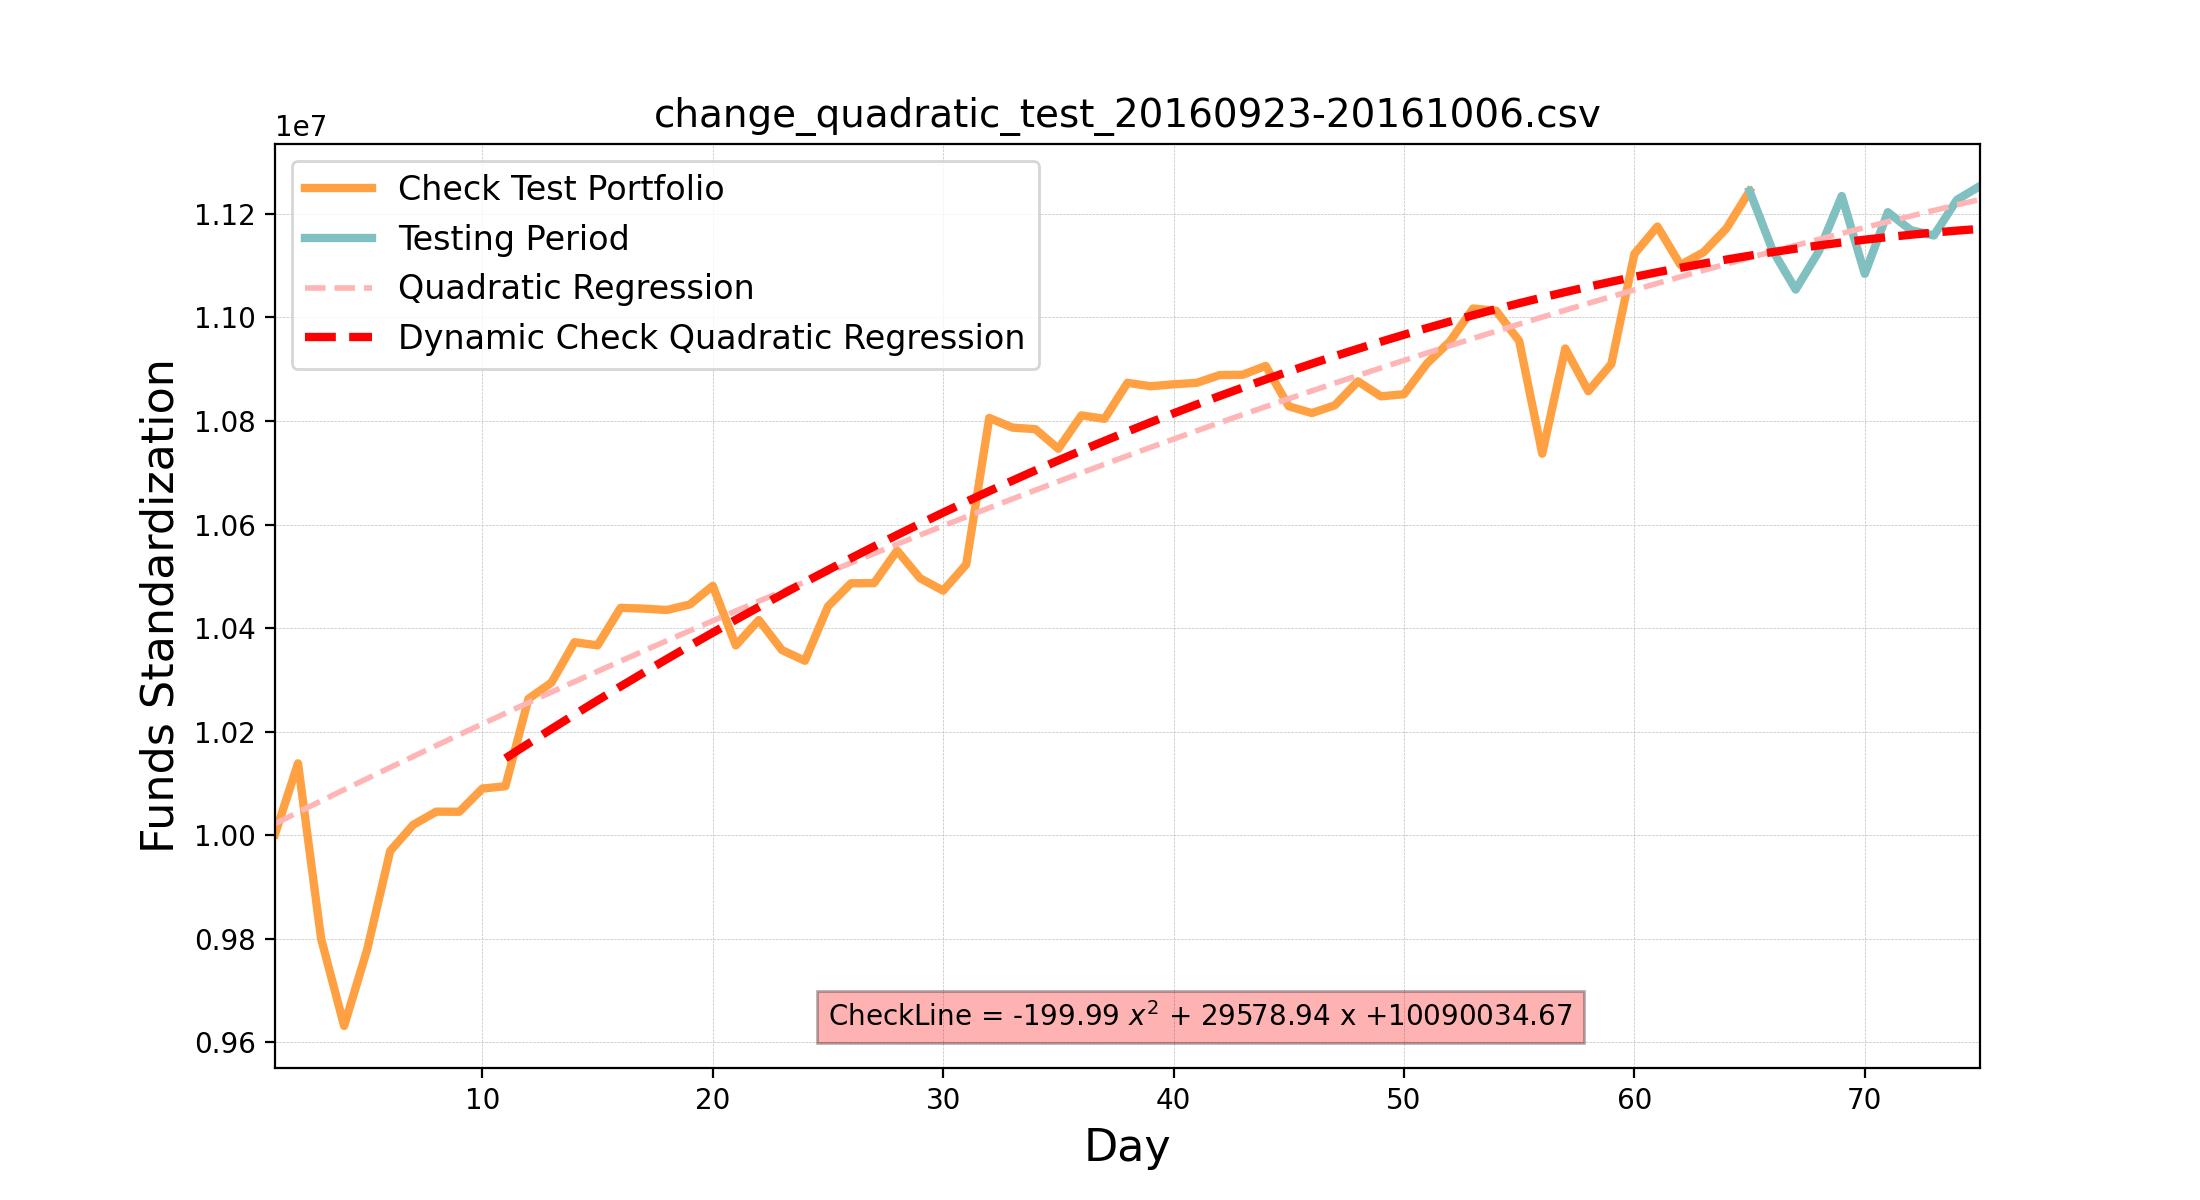 change_quadratic_test_20160923-20161006.csv
1e7
Check Test Portfolio
Testing Period
Quadratic Regression
Dynamic Check Quadratic Regression
1.12
1.10
1.08
1.06
1.04
1.02
1.00
0.98
0.96
Funds Standardization
CheckLine = -199.99 x² + 29578.94 x +10090034.67
10 20 30 40 50 60 70
Day